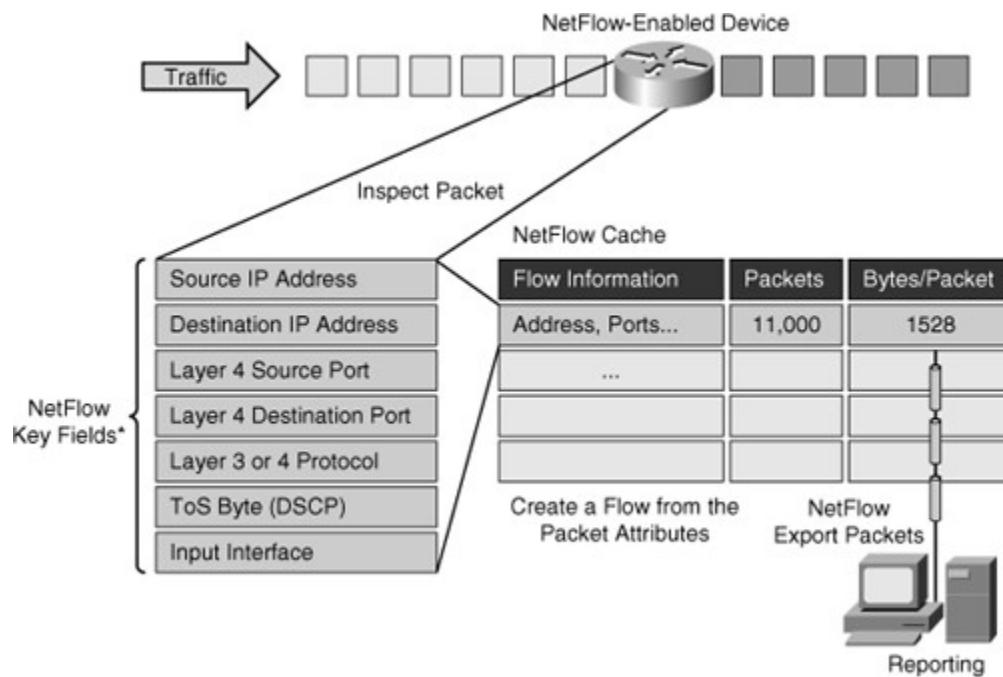 NetFlow-Enabled Device
Traffic
Inspect Packet
NetFlow Cache
Source IP Address
Destination IP Address
Layer 4 Source Port
Layer 4 Destination Port
Layer 3 or 4 Protocol
ToS Byte (DSCP)
Input Interface
NetFlow
Key Fields*
Flow Information Packets Bytes/Packet
Address, Ports... 11,000 1528
...
Create a Flow from the
Packet Attributes
NetFlow
Export Packets
Reporting